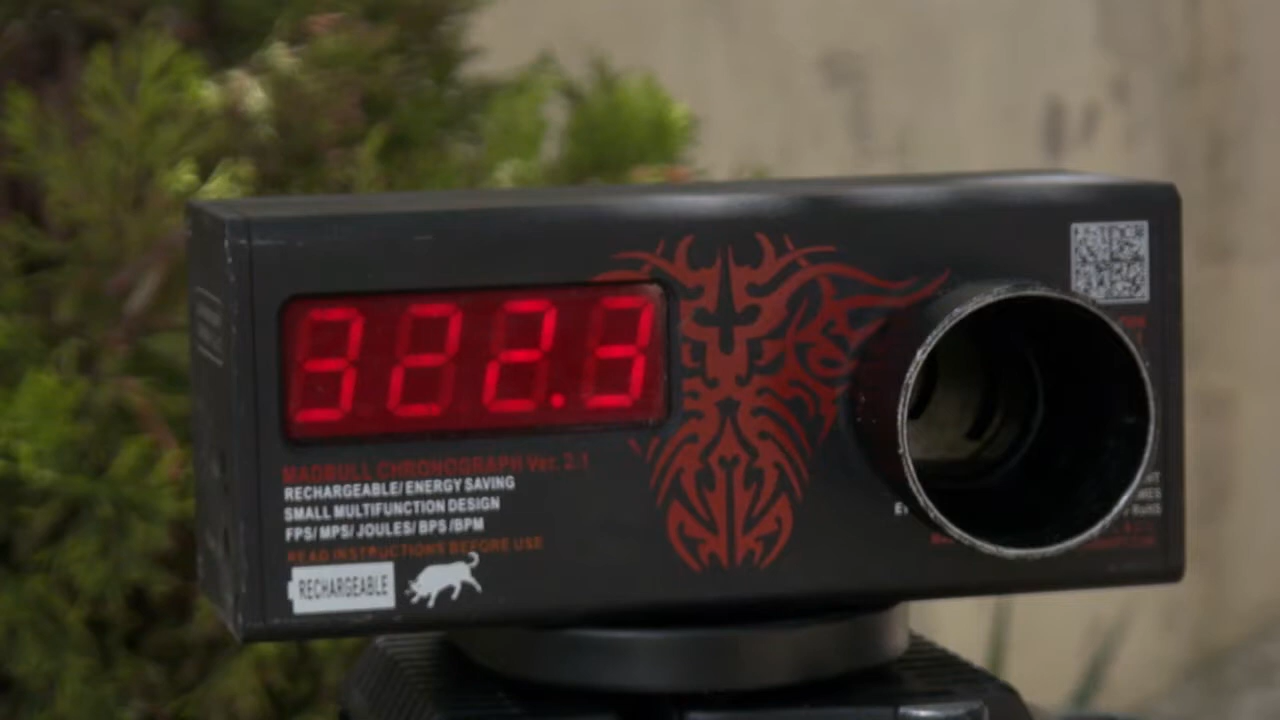 322.3
MADBULL CHRONOGRAPH Ver. 2.1
RECHARGEABLE/ ENERGY SAVING
SMALL MULTIFUNCTION DESIGN
FPS/ MPS/ JOULES/ BPS /BPM
READ INSTRUCTIONS BEFORE USE
RECHARGEABLE